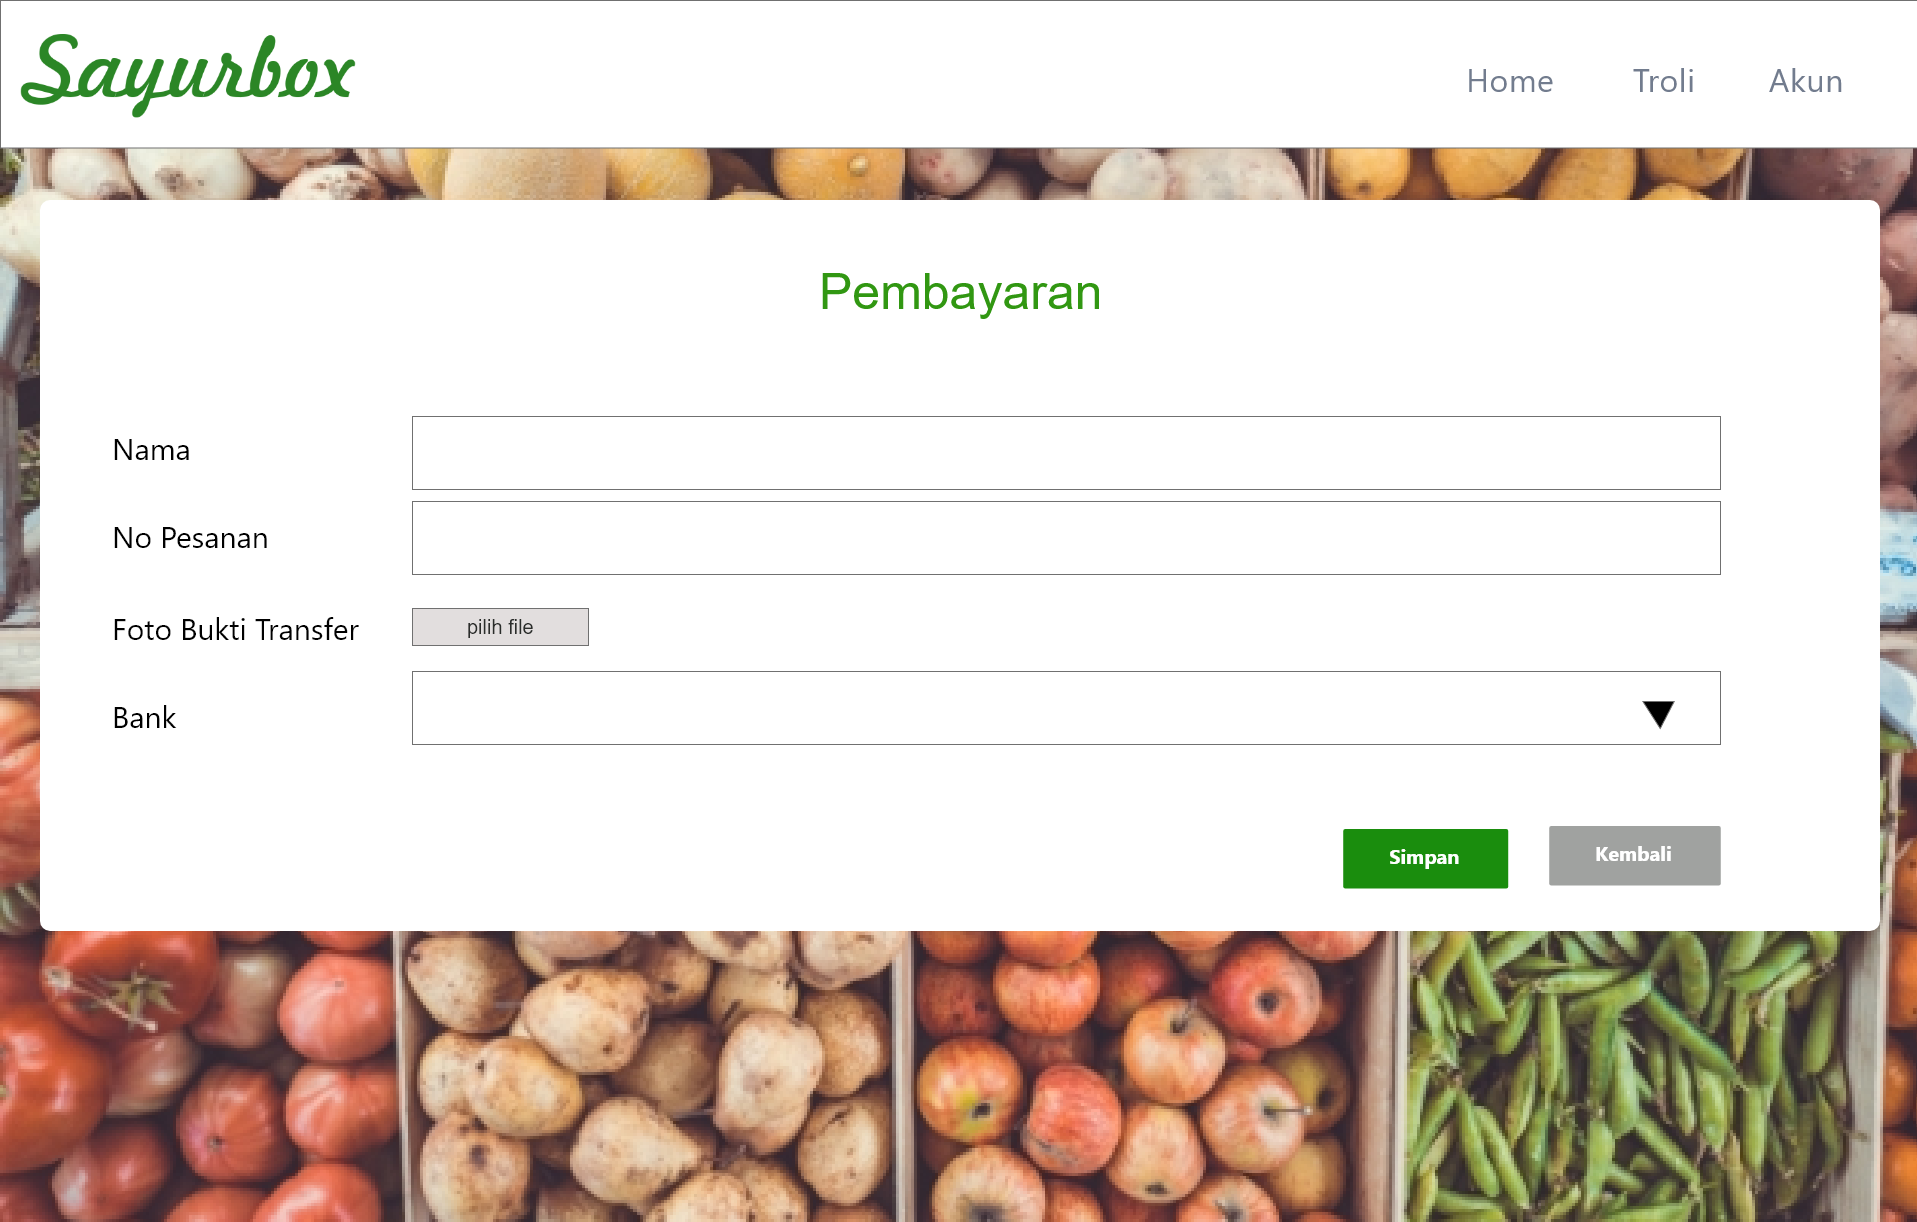 Sayurbox
Home Troli Akun
Pembayaran
Nama
No Pesanan
Foto Bukti Transfer pilih file
Bank
Simpan Kembali